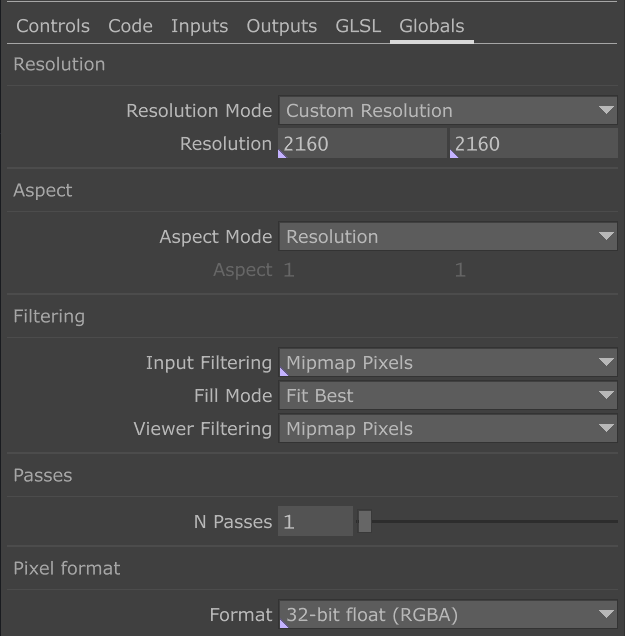 Controls Code Inputs Outputs GLSL Globals
Resolution
Resolution Mode Custom Resolution
Resolution 2160 2160
Aspect
Aspect Mode Resolution
Aspect 1 1
Filtering
Input Filtering Mipmap Pixels
Fill Mode Fit Best
Viewer Filtering Mipmap Pixels
Passes
N Passes 1
Pixel format
Format 32-bit float (RGBA)